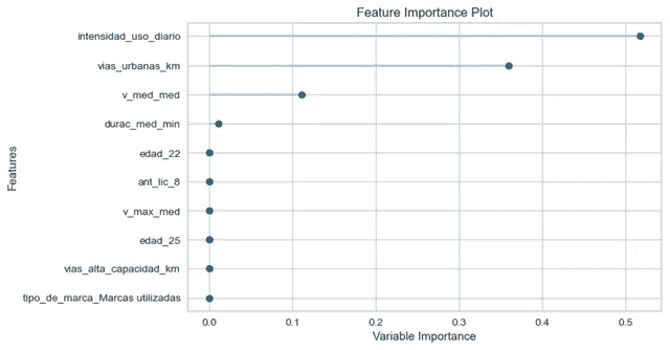 Feature Importance Plot
Features
intensidad_uso_diario
vias_urbanas_km
v_med_med
durac_med_min
edad_22
ant_lic_8
v_max_med
edad_25
vias_alta_capacidad_km
tipo_de_marca_Marcas utilizadas
0.0 0.1 0.2 0.3 0.4 0.5
Variable Importance